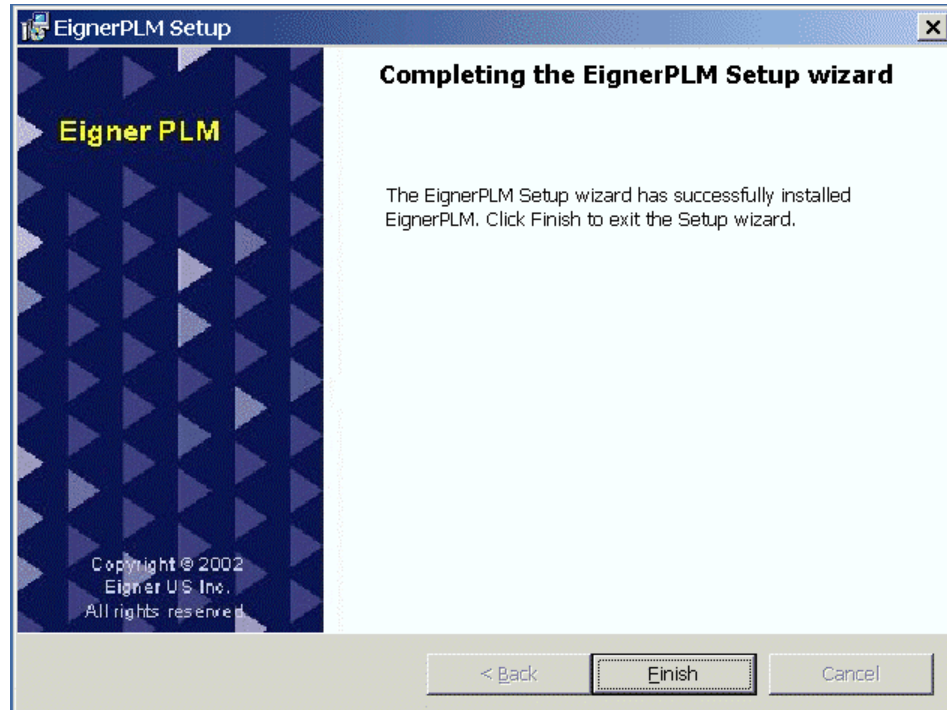 EignerPLM Setup
Completing the EignerPLM Setup wizard
Eigner PLM
The EignerPLM Setup wizard has successfully installed
EignerPLM. Click Finish to exit the Setup wizard.
Copyright © 2002
Eigner US Inc.
All rights reserved.
< Back
Finish
Cancel